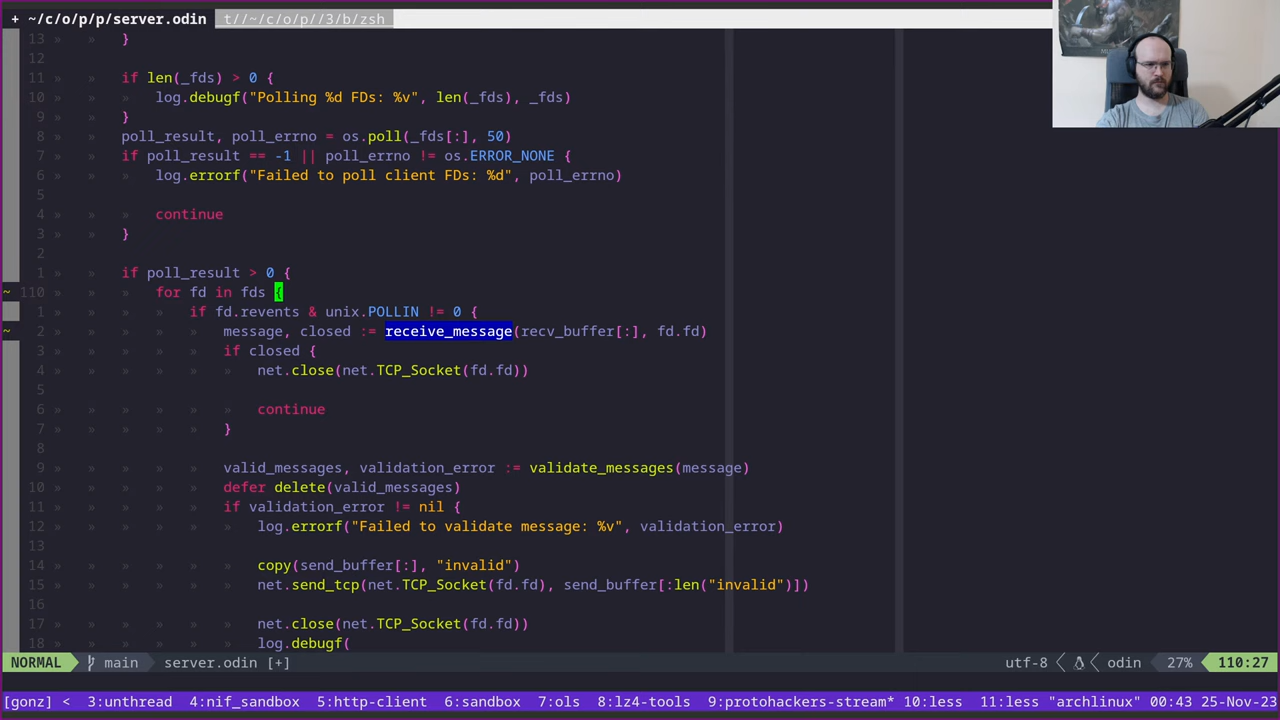 + ~/c/o/p/p/server.odin  t//~/c/o/p//3/b/zsh
13 » » }
12
11 » » if len(_fds) > 0 {
10 » » » log.debugf("Polling %d FDs: %v", len(_fds), _fds)
9 » » }
8 » » poll_result, poll_errno = os.poll(_fds[:], 50)
7 » » if poll_result == -1 || poll_errno != os.ERROR_NONE {
6 » » » log.errorf("Failed to poll client FDs: %d", poll_errno)
5
4 » » » continue
3 » » }
2
1 » » if poll_result > 0 {
~ 110 » » » for fd in fds {
1 » » » » if fd.revents & unix.POLLIN != 0 {
~ 2 » » » » » message, closed := receive_message(recv_buffer[:], fd.fd)
3 » » » » » if closed {
4 » » » » » » net.close(net.TCP_Socket(fd.fd))
5
6 » » » » » » continue
7 » » » » » }
8
9 » » » » » valid_messages, validation_error := validate_messages(message)
10 » » » » » defer delete(valid_messages)
11 » » » » » if validation_error != nil {
12 » » » » » » log.errorf("Failed to validate message: %v", validation_error)
13
14 » » » » » » copy(send_buffer[:], "invalid")
15 » » » » » » net.send_tcp(net.TCP_Socket(fd.fd), send_buffer[:len("invalid")])
16
17 » » » » » » net.close(net.TCP_Socket(fd.fd))
18 » » » » » » log.debugf(
NORMAL main server.odin [+] utf-8 odin 27% 110:27
[gonz] < 3:unthread 4:nif_sandbox 5:http-client 6:sandbox 7:ols 8:lz4-tools 9:protohackers-stream* 10:less 11:less "archlinux" 00:43 25-Nov-23